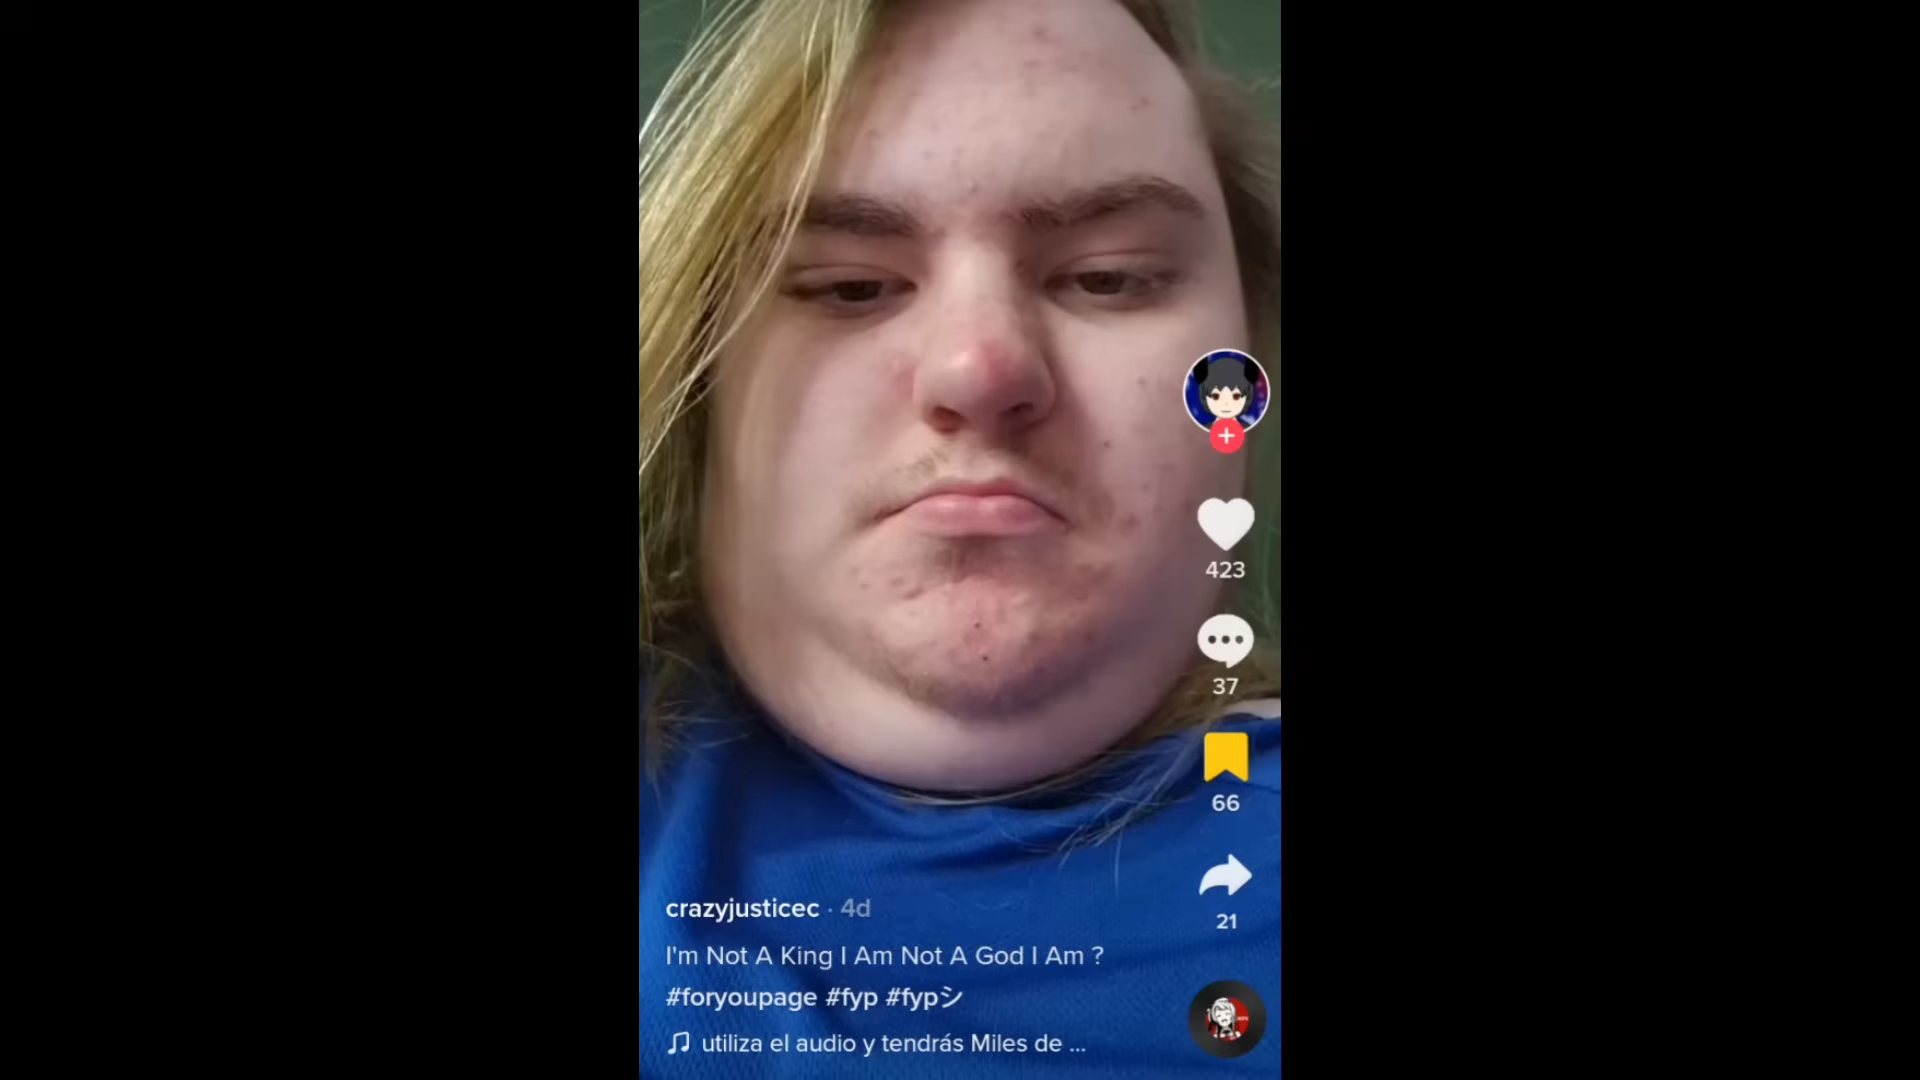 423
37
66
21
crazyjusticec · 4d
I'm Not A King I Am Not A God I Am ?
#foryoupage #fyp #fypシ
utiliza el audio y tendrás Miles de ...